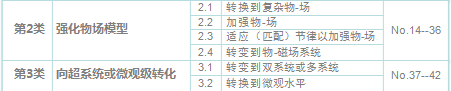 第2类 强化物场模型 2.1 转换到复杂物-场 No.14--36
2.2 加强物-场
2.3 适应（匹配）节律以加强物-场
2.4 转变到物-磁场系统
第3类 向超系统或微观级转化 3.1 转变到双系统或多系统 No.37--42
3.2 转换到微观水平